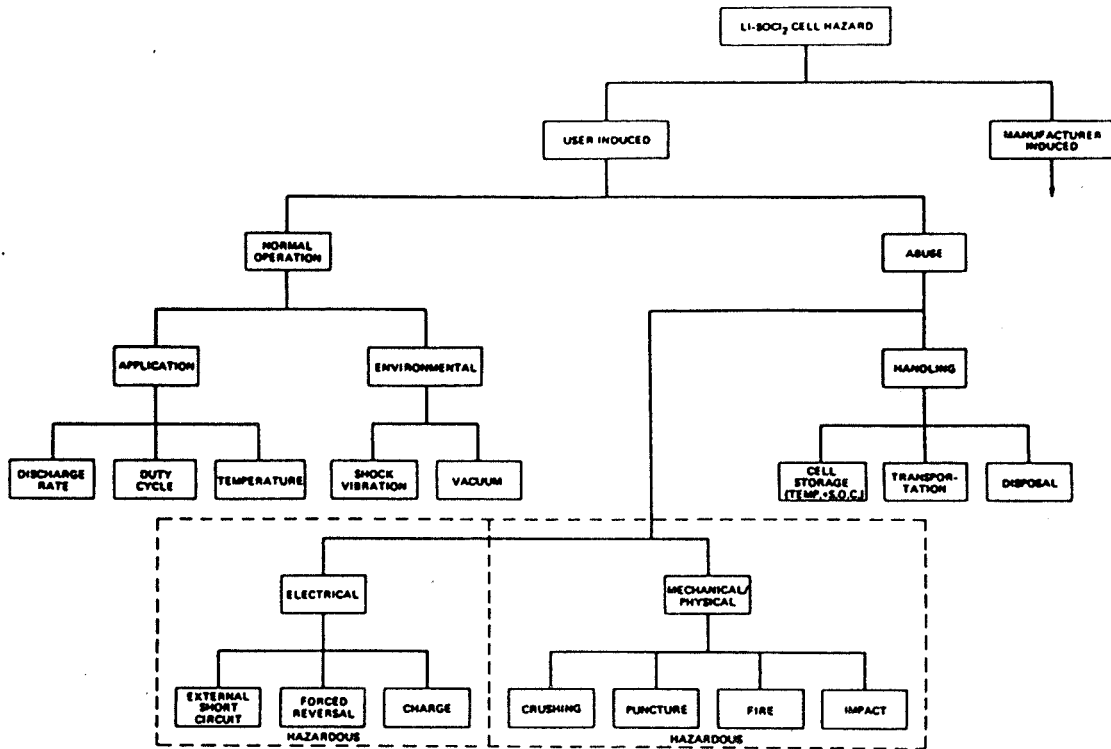 LI-SOCl₂ CELL HAZARD
USER INDUCED
MANUFACTURER
INDUCED
NORMAL
OPERATION
ABUSE
APPLICATION
ENVIRONMENTAL
HANDLING
DISCHARGE
RATE
DUTY
CYCLE
TEMPERATURE
SHOCK
VIBRATION
VACUUM
CELL
STORAGE
(TEMP.+S.O.C.)
TRANSPOR-
TATION
DISPOSAL
ELECTRICAL
MECHANICAL/
PHYSICAL
EXTERNAL
SHORT
CIRCUIT
FORCED
REVERSAL
CHARGE
CRUSHING
PUNCTURE
FIRE
IMPACT
HAZARDOUS
HAZARDOUS